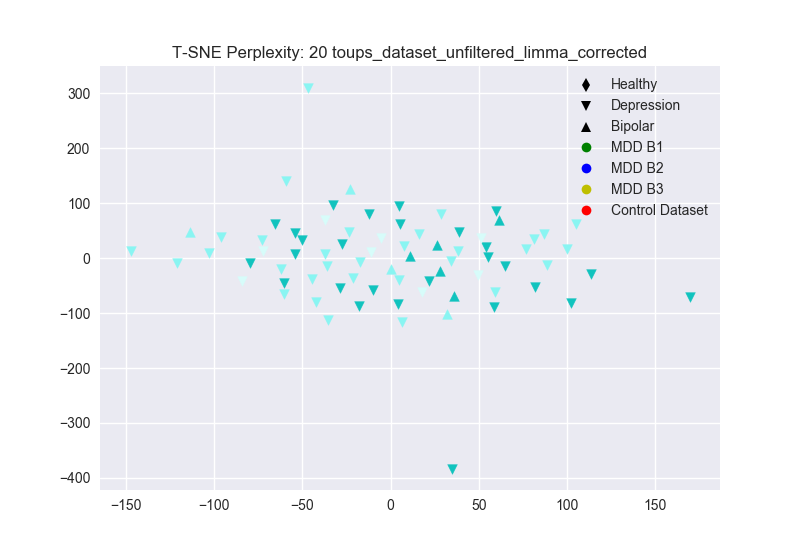 T-SNE Perplexity: 20 toups_dataset_unfiltered_limma_corrected
Healthy
Depression
Bipolar
MDD B1
MDD B2
MDD B3
Control Dataset
300
200
100
0
−100
−200
−300
−400
−150
−100
−50
0
50
100
150